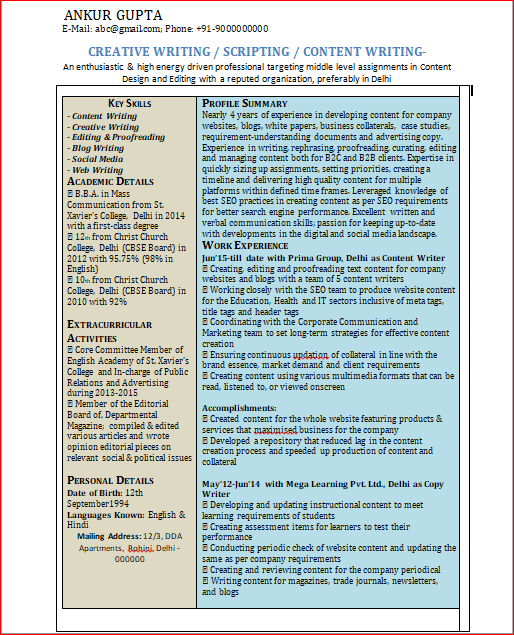 ANKUR GUPTA
E-Mail: abc@gmail.com; Phone: +91-9000000000
CREATIVE WRITING / SCRIPTING / CONTENT WRITING-
An enthusiastic & high energy driven professional targeting middle level assignments in Content
Design and Editing with a reputed organization, preferably in Delhi
KEY SKILLS
- Content Writing
- Creative Writing
- Editing & Proofreading
- Blog Writing
- Social Media
- Web Writing
ACADEMIC DETAILS
B.B.A. in Mass
Communication from St.
Xavier's College, Delhi in 2014
with a first-class degree
12th from Christ Church
College, Delhi (CBSE Board) in
2012 with 95.75% (98% in
English)
10th from Christ Church
College, Delhi (CBSE Board) in
2010 with 92%
EXTRACURRICULAR
ACTIVITIES
Core Committee Member of
English Academy of St. Xavier's
College and In-charge of Public
Relations and Advertising
during 2013-2015
Member of the Editorial
Board of, Departmental
Magazine; compiled & edited
various articles and wrote
opinion editorial pieces on
relevant social & political issues
PERSONAL DETAILS
Date of Birth: 12th
September1994
Languages Known: English &
Hindi
Mailing Address: 12/3, DDA
Apartments, Rohini, Delhi -
000000
PROFILE SUMMARY
Nearly 4 years of experience in developing content for company
websites, blogs, white papers, business collaterals, case studies,
requirement-understanding documents and advertising copy.
Experience in writing, rephrasing, proofreading, curating, editing
and managing content both for B2C and B2B clients. Expertise in
quickly sizing up assignments, setting priorities, creating a
timeline and delivering high quality content for multiple
platforms within defined time frames. Leveraged knowledge of
best SEO practices in creating content as per SEO requirements
for better search engine performance. Excellent written and
verbal communication skills; passion for keeping up-to-date
with developments in the digital and social media landscape.
WORK EXPERIENCE
Jun'15-till date with Prima Group, Delhi as Content Writer
Creating, editing and proofreading text content for company
websites and blogs with a team of 5 content writers
Working closely with the SEO team to produce website content
for the Education, Health and IT sectors inclusive of meta tags,
title tags and header tags
Coordinating with the Corporate Communication and
Marketing team to set long-term strategies for effective content
creation
Ensuring continuous updation of collateral in line with the
brand essence, market demand and client requirements
Creating content using various multimedia formats that can be
read, listened to, or viewed onscreen
Accomplishments:
Created content for the whole website featuring products &
services that maximised business for the company
Developed a repository that reduced lag in the content
creation process and speeded up production of content and
collateral
May'12-Jun'14 with Mega Learning Pvt. Ltd., Delhi as Copy
Writer
Developing and updating instructional content to meet
learning requirements of students
Creating assessment items for learners to test their
performance
Conducting periodic check of website content and updating the
same as per company requirements
Creating and reviewing content for the company periodical
Writing content for magazines, trade journals, newsletters,
and blogs